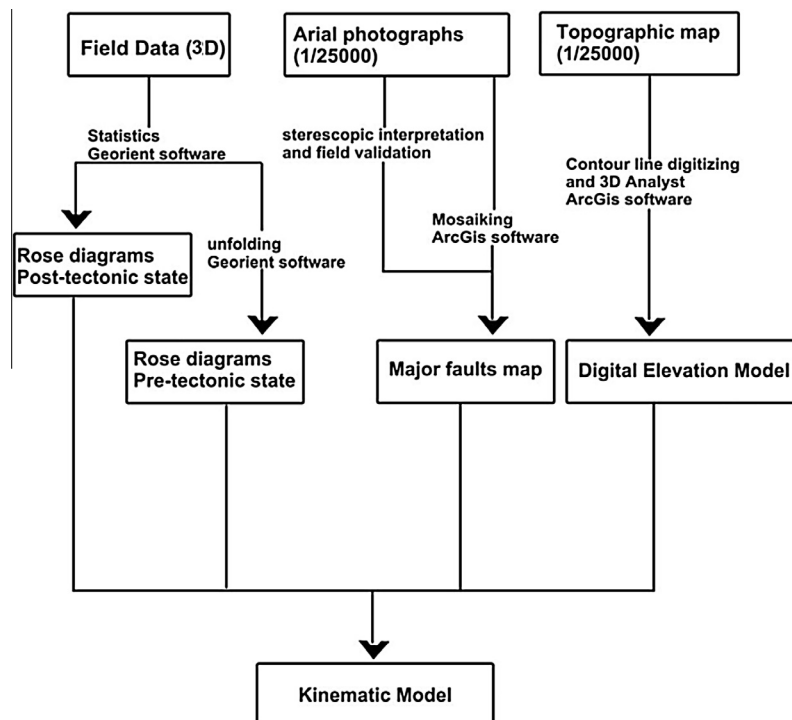 Field Data (3D)
Arial photographs
(1/25000)
Topographic map
(1/25000)
Statistics
Georient software
sterescopic interpretation
and field validation
Contour line digitizing
and 3D Analyst
ArcGis software
Mosaiking
ArcGis software
unfolding
Georient software
Rose diagrams
Post-tectonic state
Rose diagrams
Pre-tectonic state
Major faults map
Digital Elevation Model
Kinematic Model